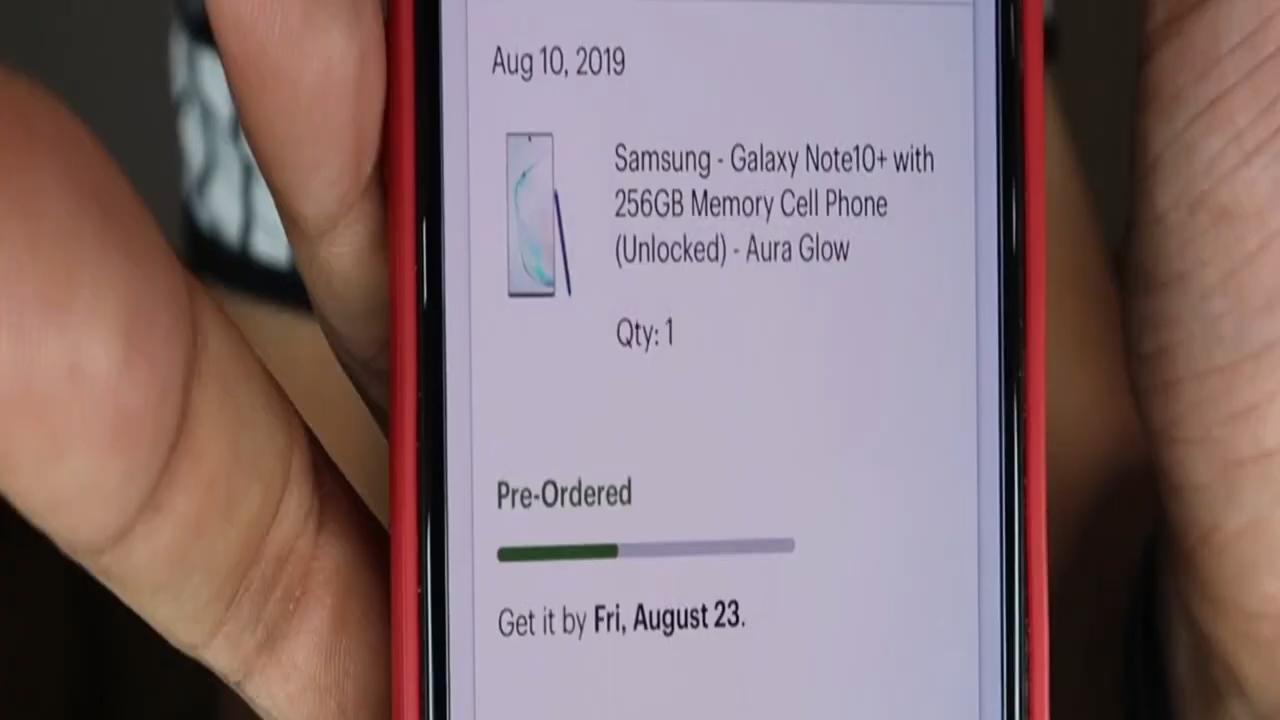 Aug 10, 2019
Samsung - Galaxy Note10+ with
256GB Memory Cell Phone
(Unlocked) - Aura Glow
Qty: 1
Pre-Ordered
Get it by Fri, August 23.